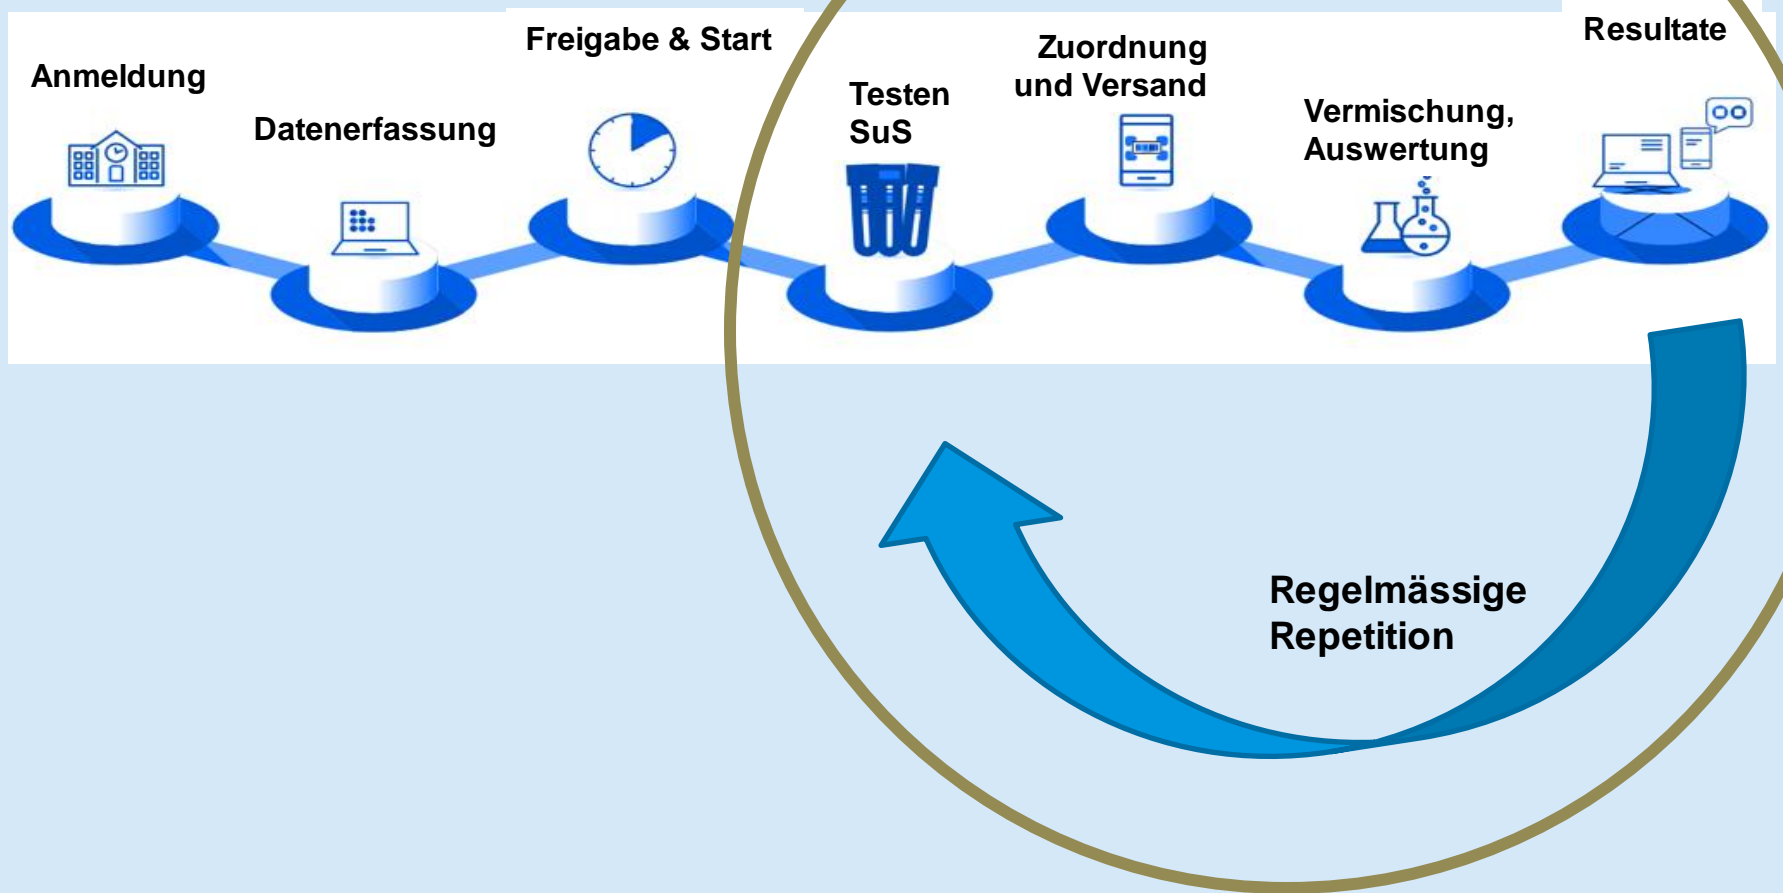 Anmeldung
Datenerfassung
Freigabe & Start
Testen
SuS
Zuordnung
und Versand
Vermischung,
Auswertung
Resultate
Regelmässige
Repetition